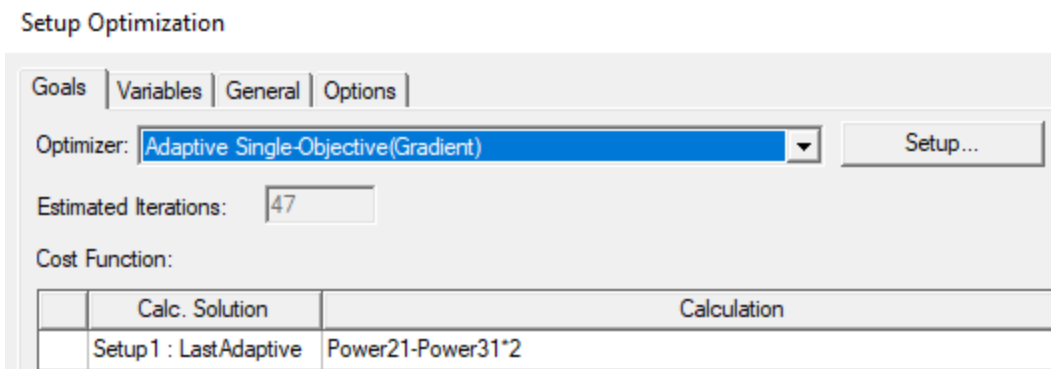 Setup Optimization
Goals Variables General Options
Optimizer: Adaptive Single-Objective(Gradient) Setup...
Estimated Iterations: 47
Cost Function:
Calc. Solution Calculation
Setup1 : LastAdaptive Power21-Power31*2